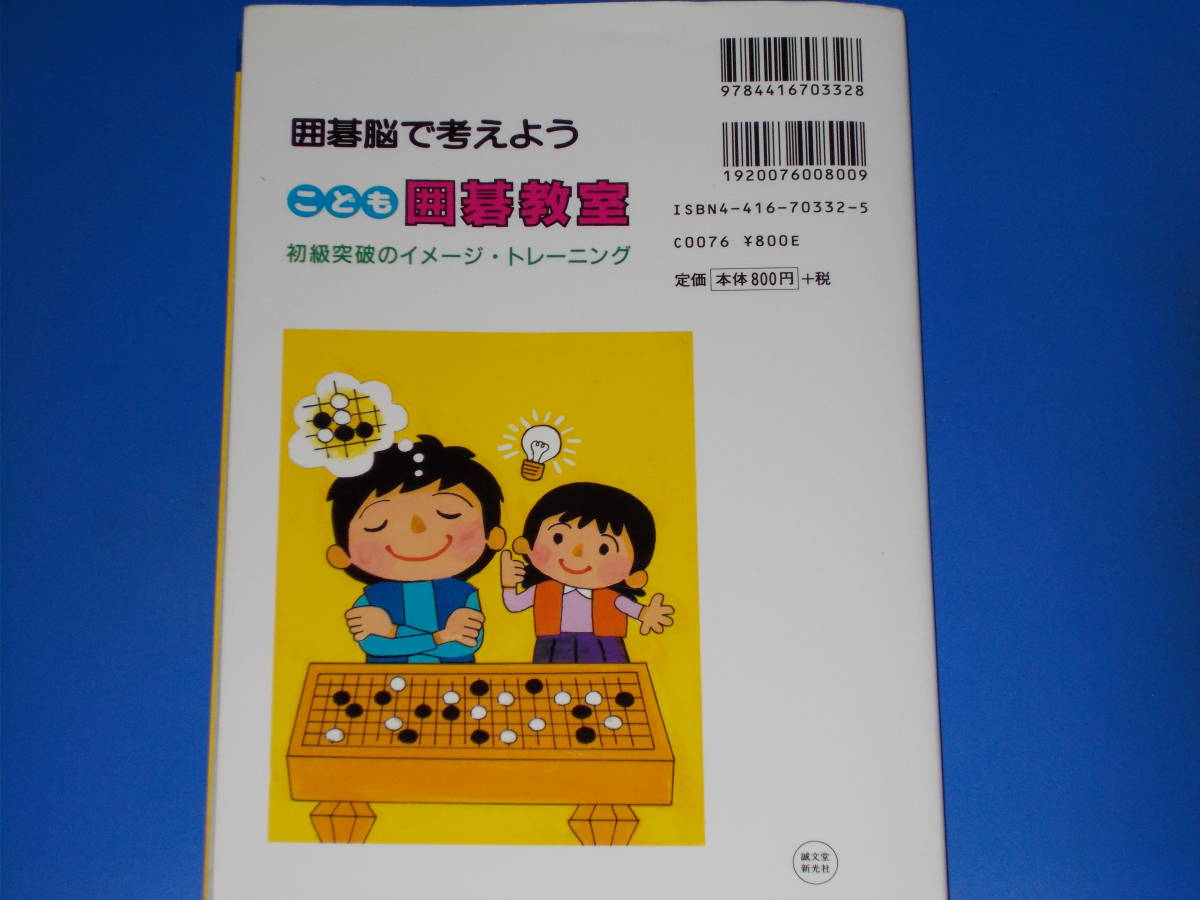 囲碁脳で考えよう
こども囲碁教室
初級突破のイメージ・トレーニング
9784416703328
1920076008009
ISBN4-416-70332-5
C0076 ¥800E
定価 本体800円 +税
誠文堂
新光社